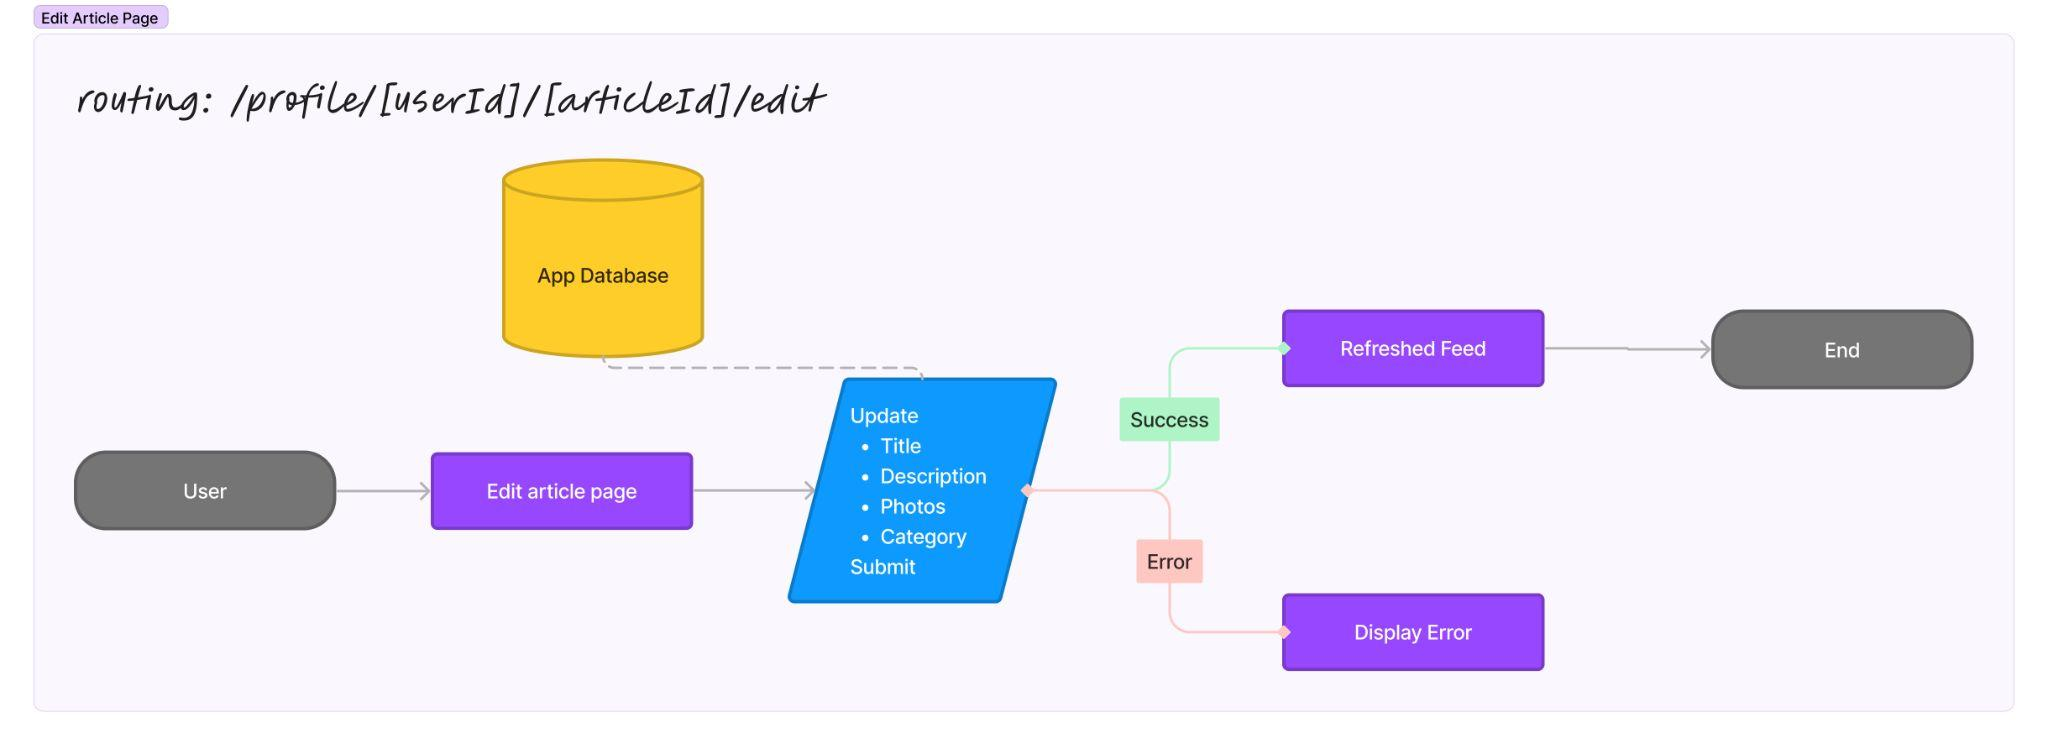 Edit Article Page
routing: /profile/[userId]/[articleId]/edit
App Database
User
Edit article page
Update
• Title
• Description
• Photos
• Category
Submit
Success
Error
Refreshed Feed
End
Display Error